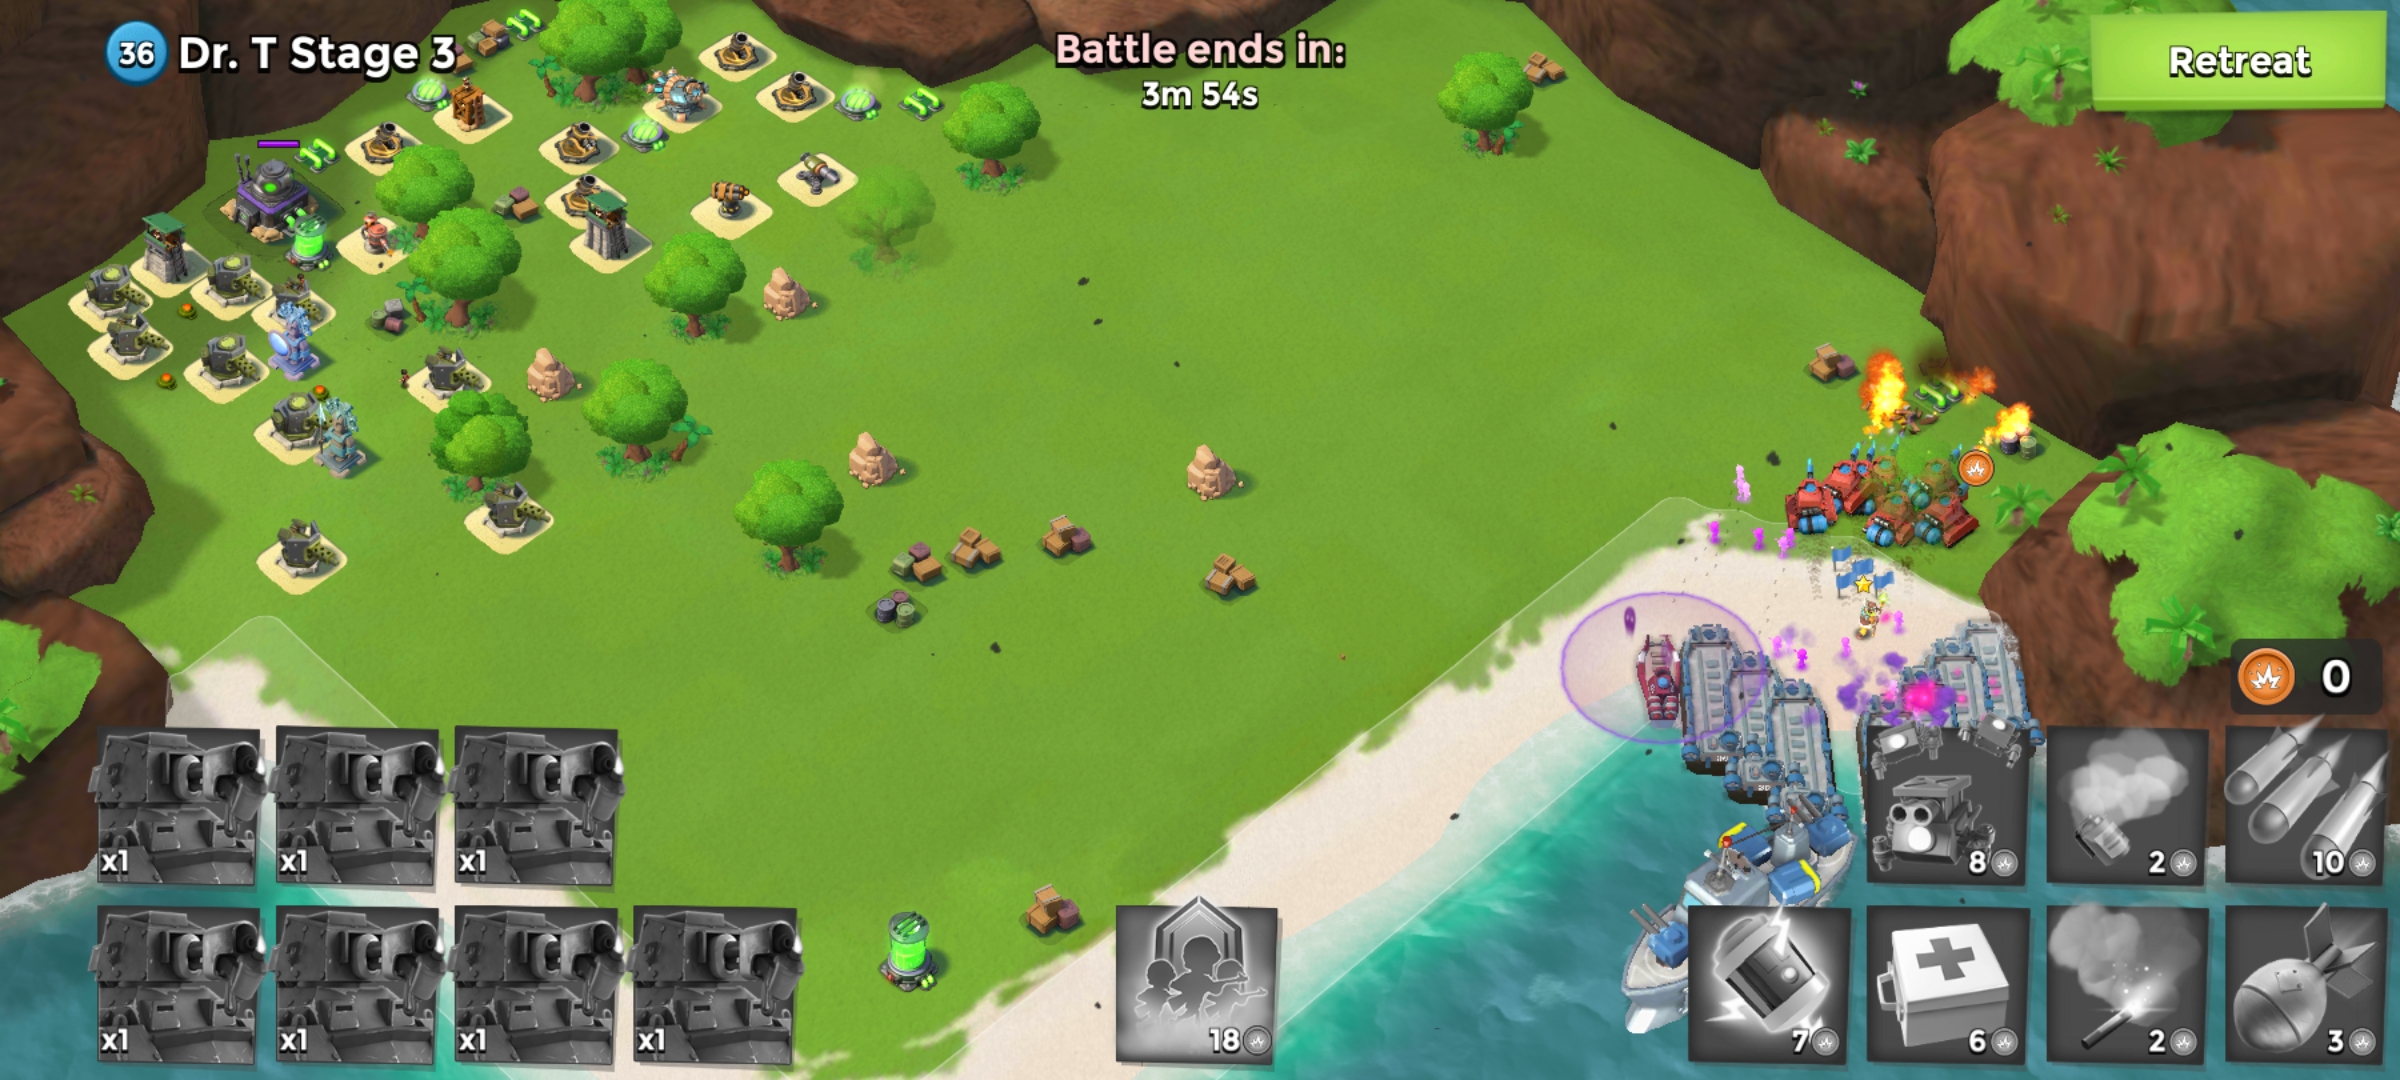 36 Dr. T Stage 3
Battle ends in:
3m 54s
Retreat
0
x1 x1 x1
8 2 10
x1 x1 x1 x1
18 7 6 2 3